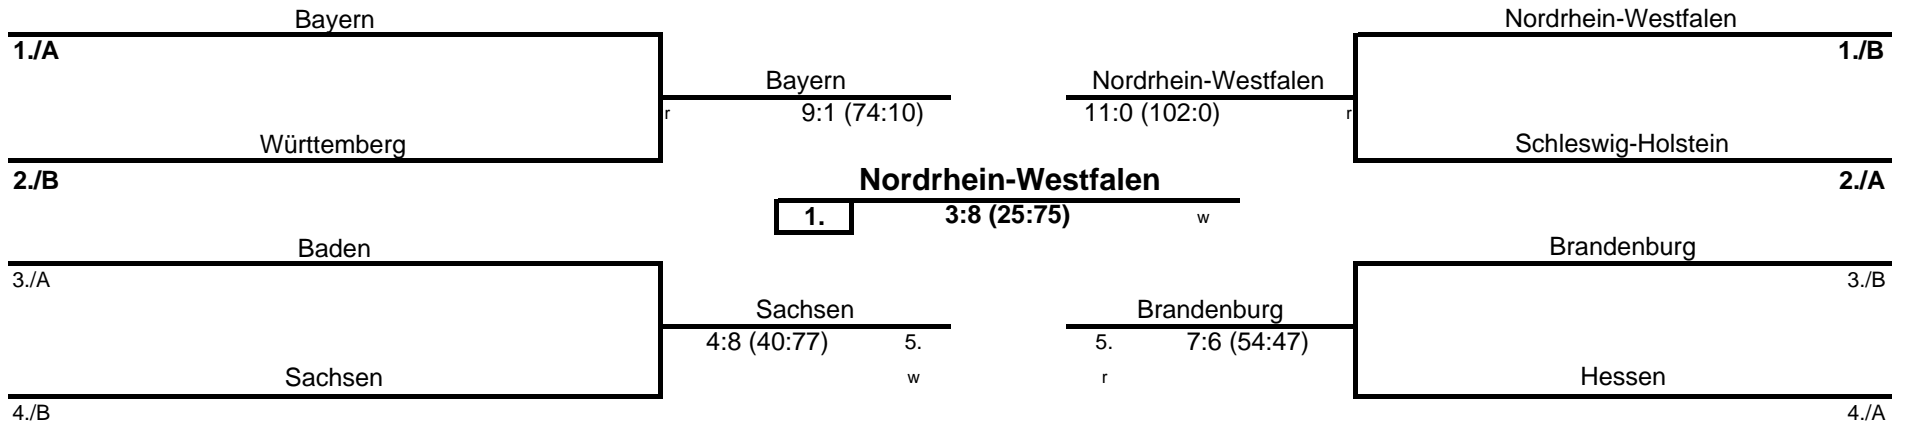 Bayern
Nordrhein-Westfalen
1./A
1./B
Bayern
Nordrhein-Westfalen
r
9:1 (74:10)
11:0 (102:0)
r
Württemberg
Schleswig-Holstein
2./B
Nordrhein-Westfalen
2./A
1.
3:8 (25:75)
w
Baden
Brandenburg
3./A
3./B
Sachsen
Brandenburg
4:8 (40:77)
5.
5.
7:6 (54:47)
w
r
Sachsen
Hessen
4./B
4./A